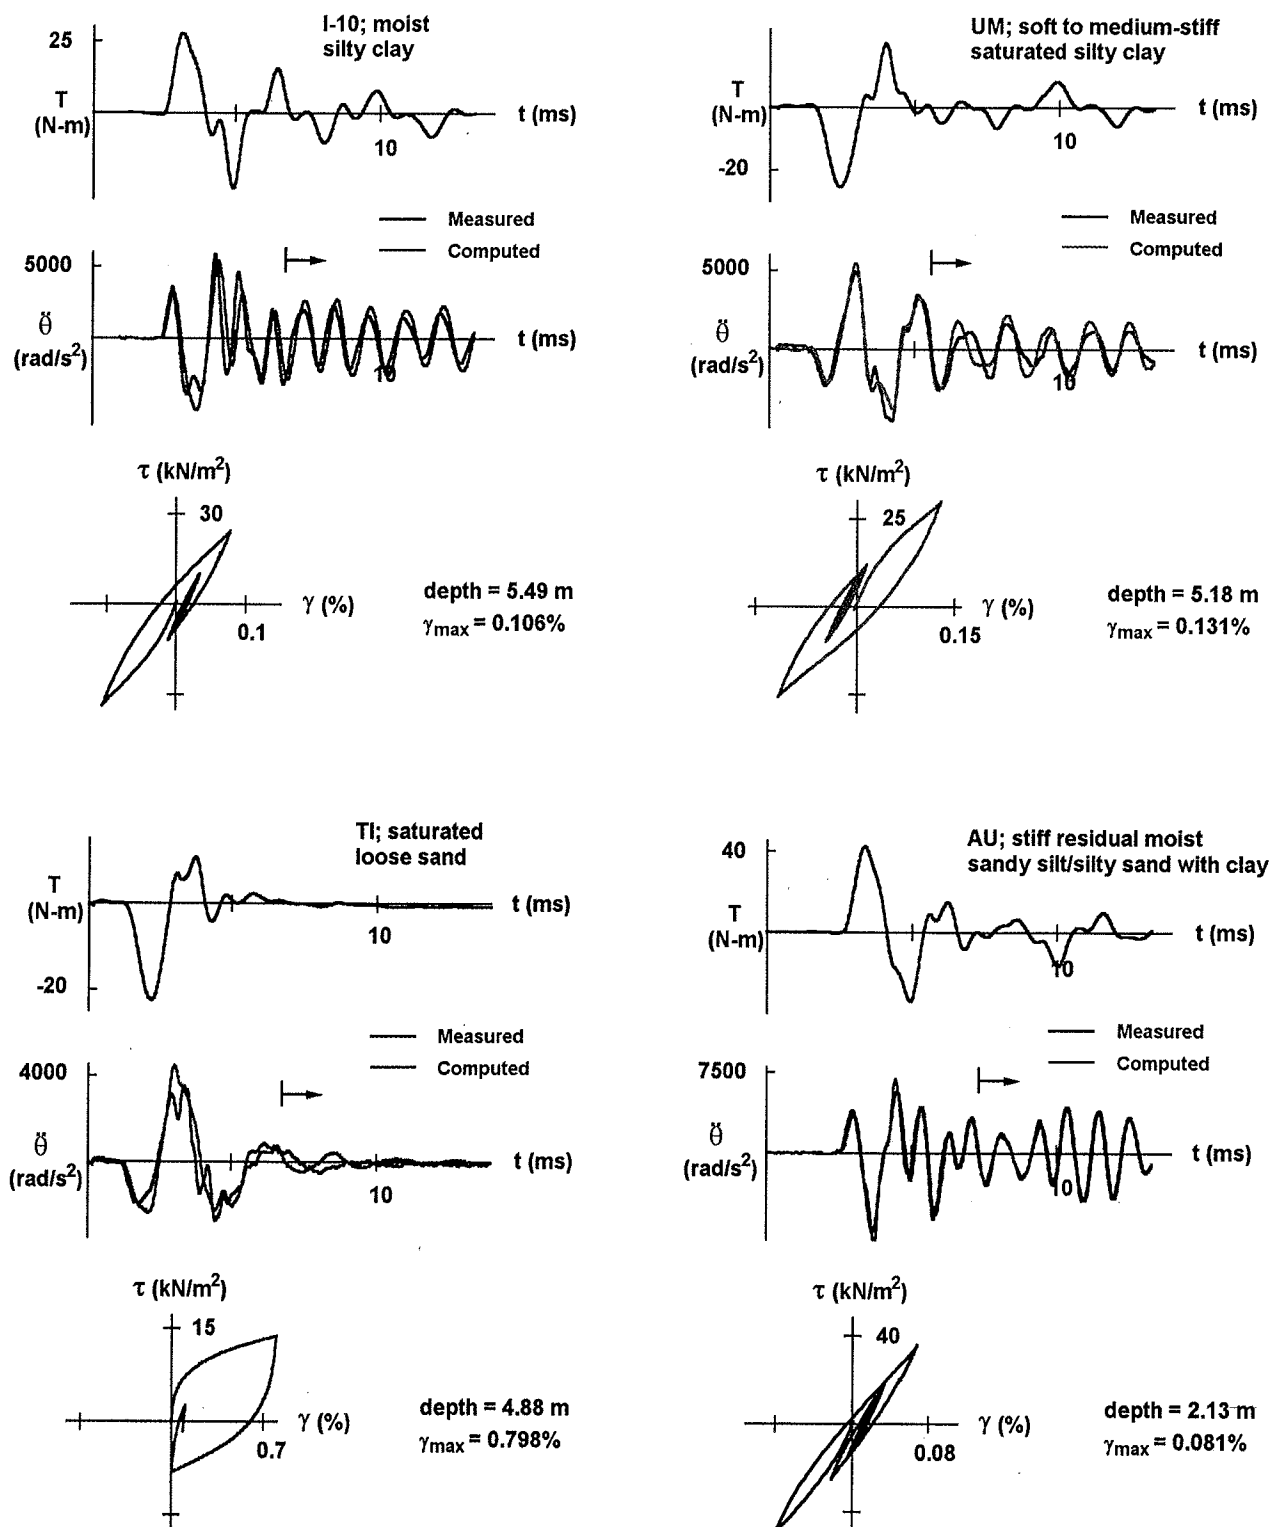 I-10; moist
silty clay
25
T
(N-m)
t (ms)
10
Measured
Computed
5000
θ̈
(rad/s²)
t (ms)
10
τ (kN/m²)
30
γ (%)
0.1
depth = 5.49 m
γmax = 0.106%
UM; soft to medium-stiff
saturated silty clay
T
(N-m)
t (ms)
10
-20
Measured
Computed
5000
θ̈
(rad/s²)
t (ms)
10
τ (kN/m²)
25
γ (%)
0.15
depth = 5.18 m
γmax = 0.131%
TI; saturated
loose sand
T
(N-m)
t (ms)
10
-20
Measured
Computed
4000
θ̈
(rad/s²)
t (ms)
10
τ (kN/m²)
15
γ (%)
0.7
depth = 4.88 m
γmax = 0.798%
AU; stiff residual moist
sandy silt/silty sand with clay
40
T
(N-m)
t (ms)
10
Measured
Computed
7500
θ̈
(rad/s²)
t (ms)
10
τ (kN/m²)
40
γ (%)
0.08
depth = 2.13 m
γmax = 0.081%